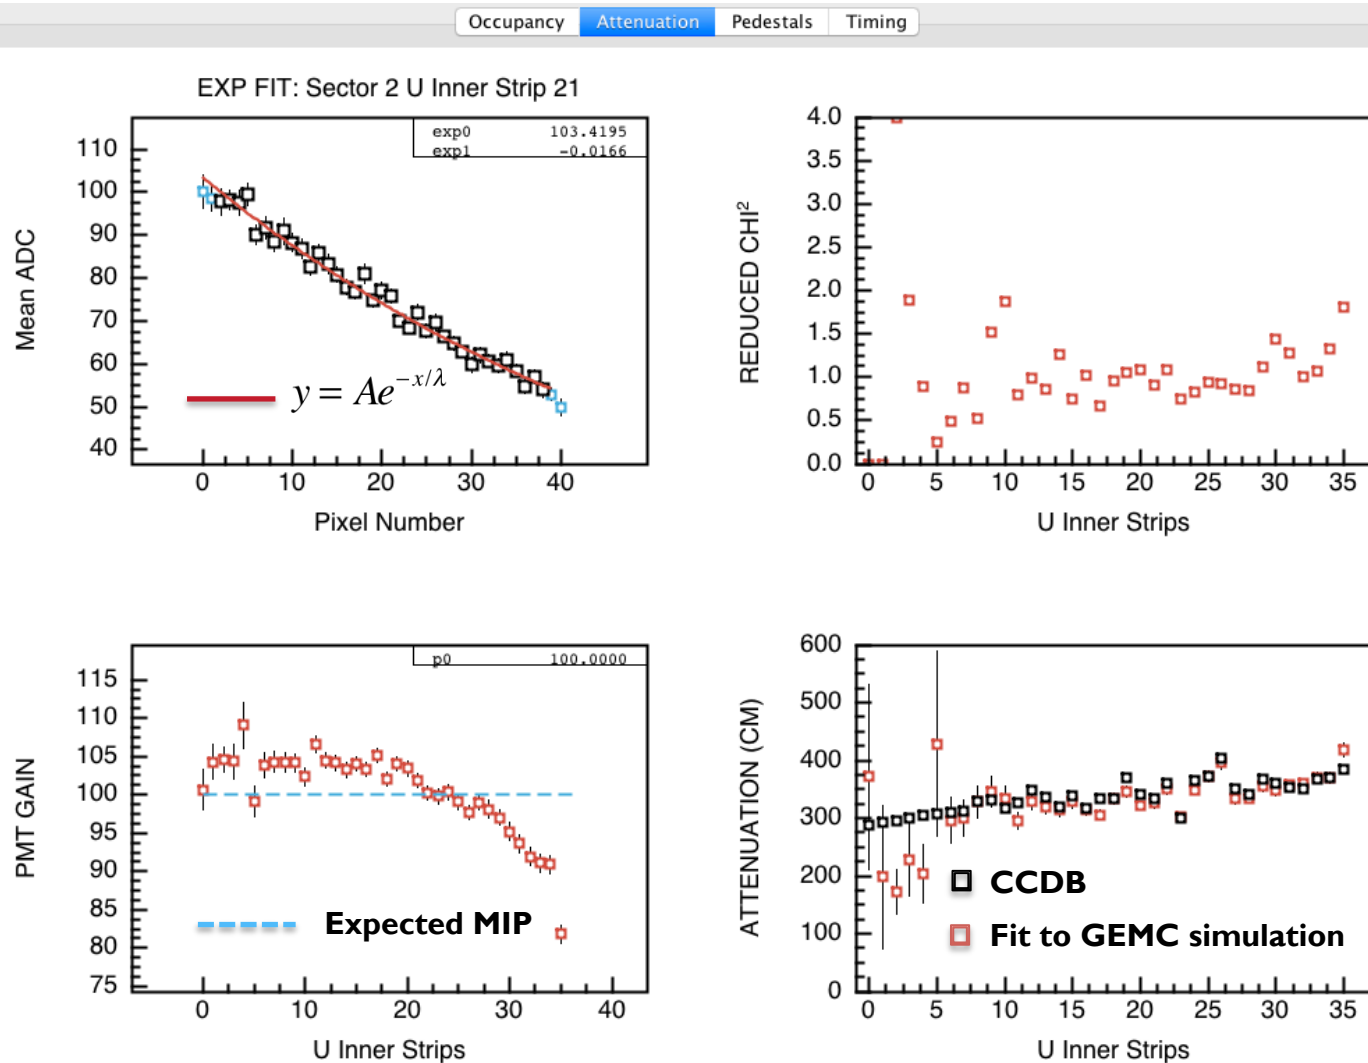 Occupancy Attenuation Pedestals Timing
EXP FIT: Sector 2 U Inner Strip 21
exp0 103.4195
exp1 -0.0166
110
100
90
80
70
60
50
40
Mean ADC
y = Ae^{-x/λ}
0 10 20 30 40
Pixel Number
4.0
3.5
3.0
2.5
2.0
1.5
1.0
0.5
0.0
REDUCED CHI²
0 5 10 15 20 25 30 35
U Inner Strips
p0 100.0000
115
110
105
100
95
90
85
80
75
PMT GAIN
Expected MIP
0 10 20 30 40
U Inner Strips
600
500
400
300
200
100
0
ATTENUATION (CM)
CCDB
Fit to GEMC simulation
0 5 10 15 20 25 30 35
U Inner Strips